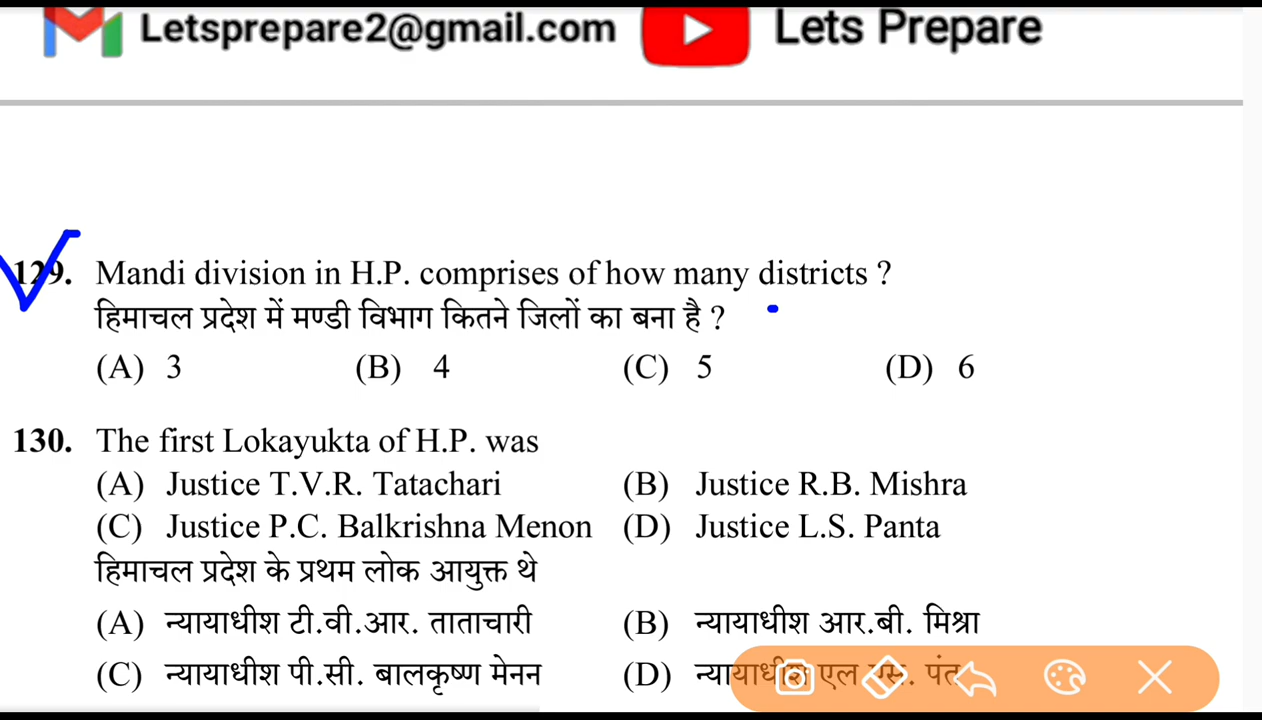 Letsprepare2@gmail.com Lets Prepare
129. Mandi division in H.P. comprises of how many districts ?
हिमाचल प्रदेश में मण्डी विभाग कितने जिलों का बना है ?
(A) 3 (B) 4 (C) 5 (D) 6
130. The first Lokayukta of H.P. was
(A) Justice T.V.R. Tatachari (B) Justice R.B. Mishra
(C) Justice P.C. Balkrishna Menon (D) Justice L.S. Panta
हिमाचल प्रदेश के प्रथम लोक आयुक्त थे
(A) न्यायाधीश टी.वी.आर. ताताचारी (B) न्यायाधीश आर.बी. मिश्रा
(C) न्यायाधीश पी.सी. बालकृष्ण मेनन (D) न्यायाधीश एल एस. पंत